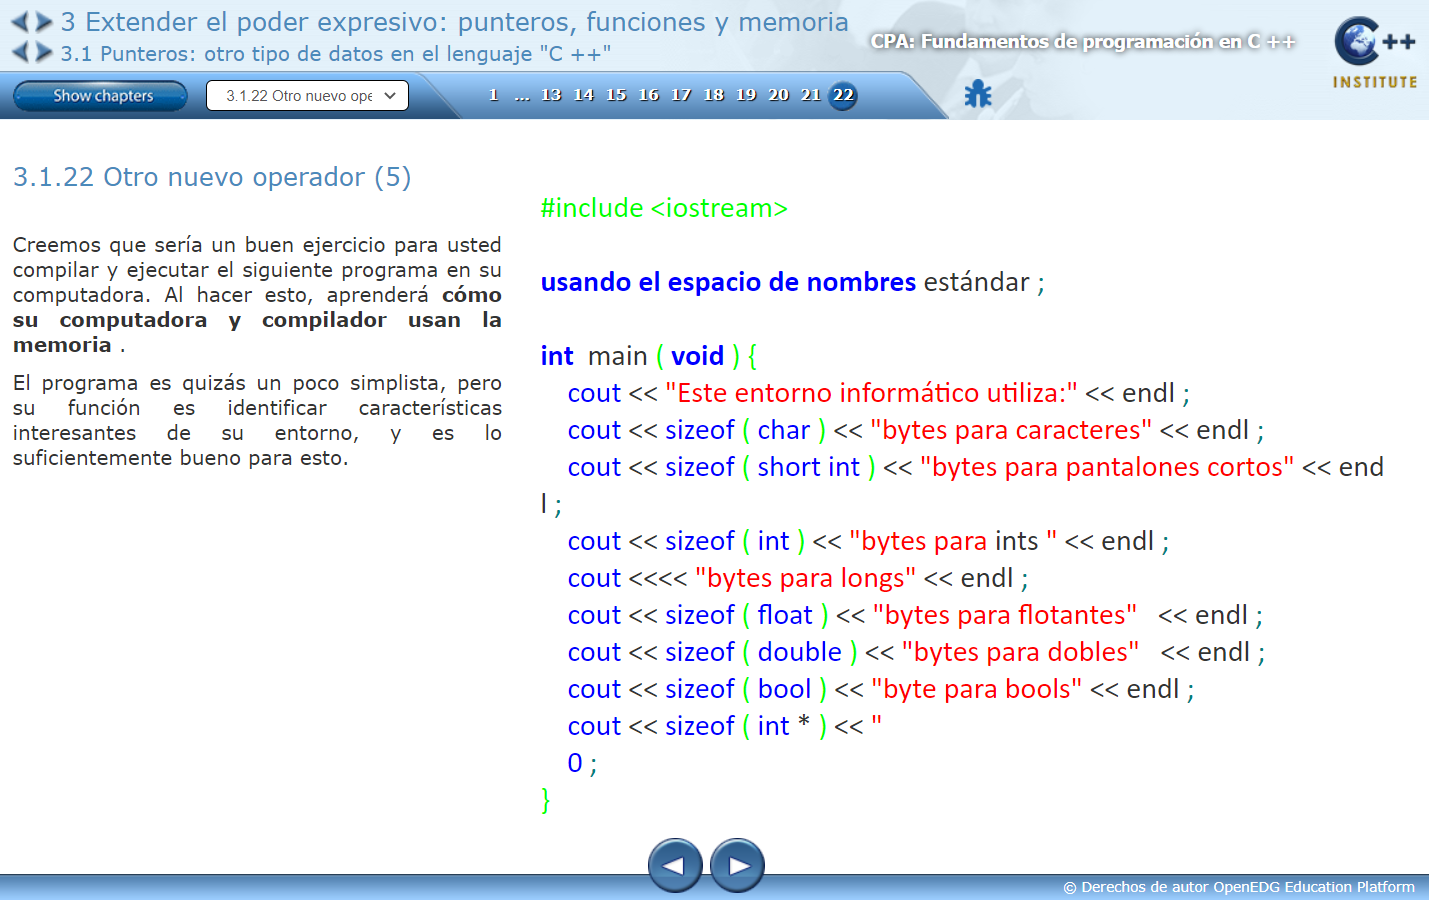 3 Extender el poder expresivo: punteros, funciones y memoria
3.1 Punteros: otro tipo de datos en el lenguaje "C ++"
CPA: Fundamentos de programación en C ++
C++
INSTITUTE
Show chapters
3.1.22 Otro nuevo ope
1 ... 13 14 15 16 17 18 19 20 21 22
3.1.22 Otro nuevo operador (5)
Creemos que sería un buen ejercicio para usted
compilar y ejecutar el siguiente programa en su
computadora. Al hacer esto, aprenderá cómo
su computadora y compilador usan la
memoria .
El programa es quizás un poco simplista, pero
su función es identificar características
interesantes de su entorno, y es lo
suficientemente bueno para esto.
#include <iostream>
usando el espacio de nombres estándar ;
int main ( void ) {
cout << "Este entorno informático utiliza:" << endl ;
cout << sizeof ( char ) << "bytes para caracteres" << endl ;
cout << sizeof ( short int ) << "bytes para pantalones cortos" << end
l ;
cout << sizeof ( int ) << "bytes para ints " << endl ;
cout <<<< "bytes para longs" << endl ;
cout << sizeof ( float ) << "bytes para flotantes" << endl ;
cout << sizeof ( double ) << "bytes para dobles" << endl ;
cout << sizeof ( bool ) << "byte para bools" << endl ;
cout << sizeof ( int * ) << "
0 ;
}
© Derechos de autor OpenEDG Education Platform